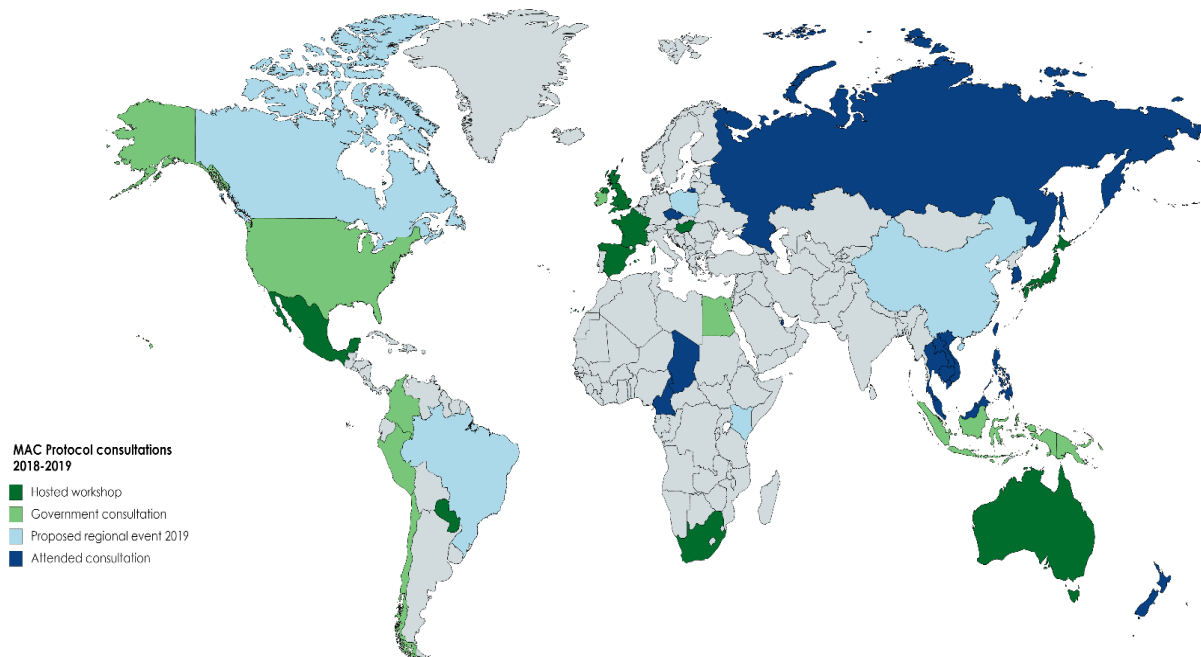 MAC Protocol consultations
2018-2019
Hosted workshop
Government consultation
Proposed regional event 2019
Attended consultation